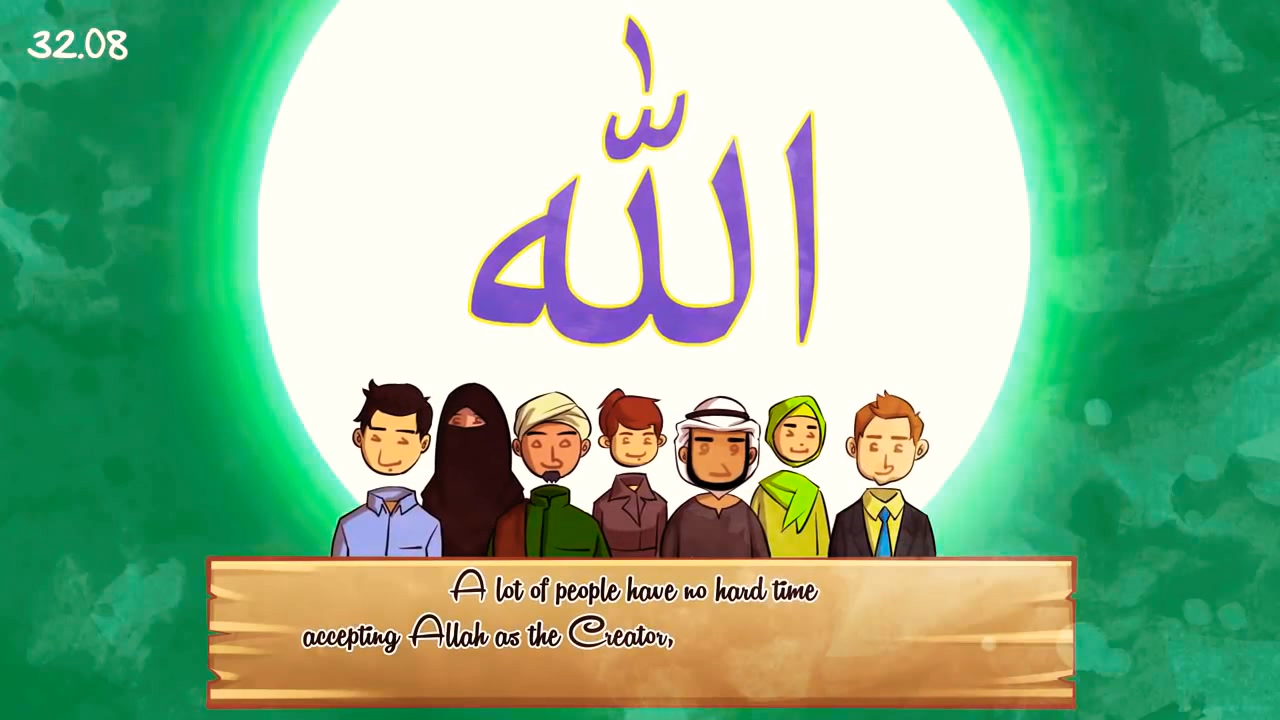 32.08
الله
A lot of people have no hard time
accepting Allah as the Creator,